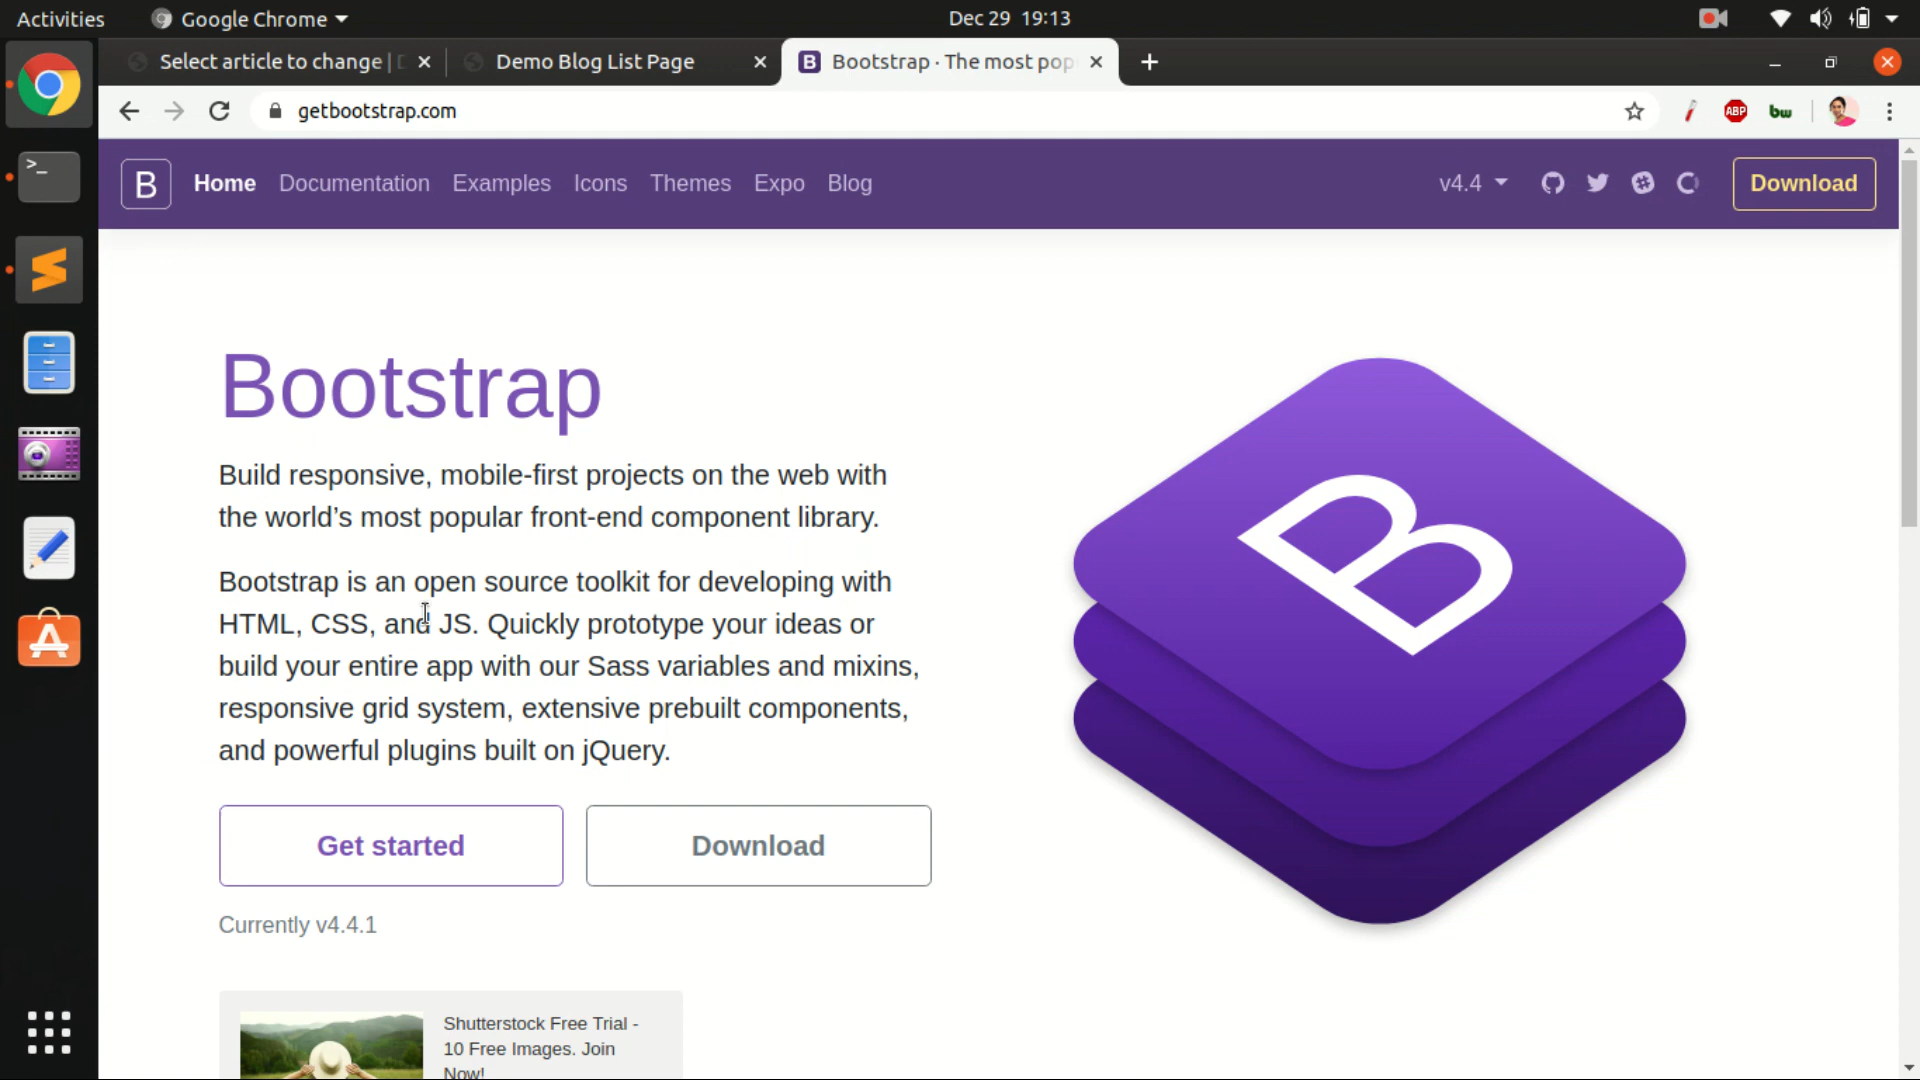 Activities
Google Chrome
Dec 29 19:13
Select article to change | D
Demo Blog List Page
B
Bootstrap · The most pop
getbootstrap.com
ABP
bw
B
Home
Documentation
Examples
Icons
Themes
Expo
Blog
v4.4
Download
>_
Bootstrap
Build responsive, mobile-first projects on the web with
the world’s most popular front-end component library.
Bootstrap is an open source toolkit for developing with
HTML, CSS, and JS. Quickly prototype your ideas or
build your entire app with our Sass variables and mixins,
responsive grid system, extensive prebuilt components,
and powerful plugins built on jQuery.
B
Get started
Download
Currently v4.4.1
Shutterstock Free Trial -
10 Free Images. Join
Now!